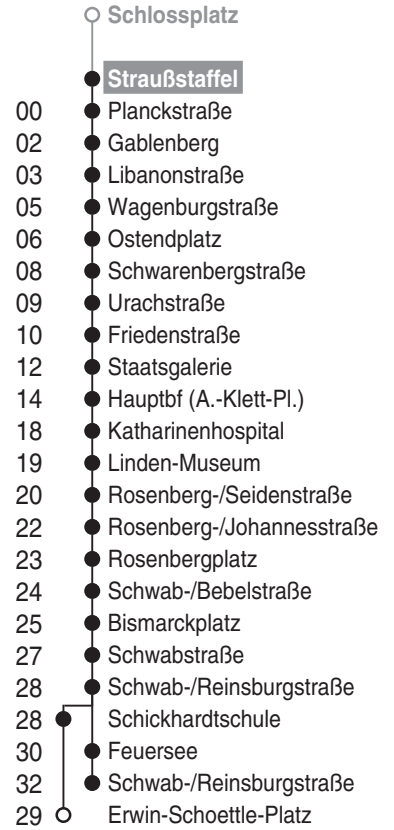 Schlossplatz
Straußstaffel
00 Planckstraße
02 Gablenberg
03 Libanonstraße
05 Wagenburgstraße
06 Ostendplatz
08 Schwarenbergstraße
09 Urachstraße
10 Friedenstraße
12 Staatsgalerie
14 Hauptbf (A.-Klett-Pl.)
18 Katharinenhospital
19 Linden-Museum
20 Rosenberg-/Seidenstraße
22 Rosenberg-/Johannesstraße
23 Rosenbergplatz
24 Schwab-/Bebelstraße
25 Bismarckplatz
27 Schwabstraße
28 Schwab-/Reinsburgstraße
28 Schickhardtschule
30 Feuersee
32 Schwab-/Reinsburgstraße
29 Erwin-Schoettle-Platz